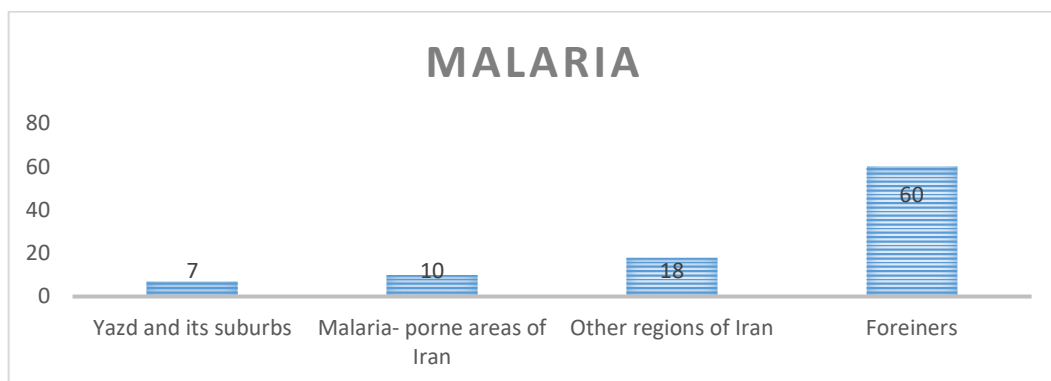 MALARIA
80
60
40
20
0
7
10
18
60
Yazd and its suburbs
Malaria- porne areas of
Iran
Other regions of Iran
Foreiners